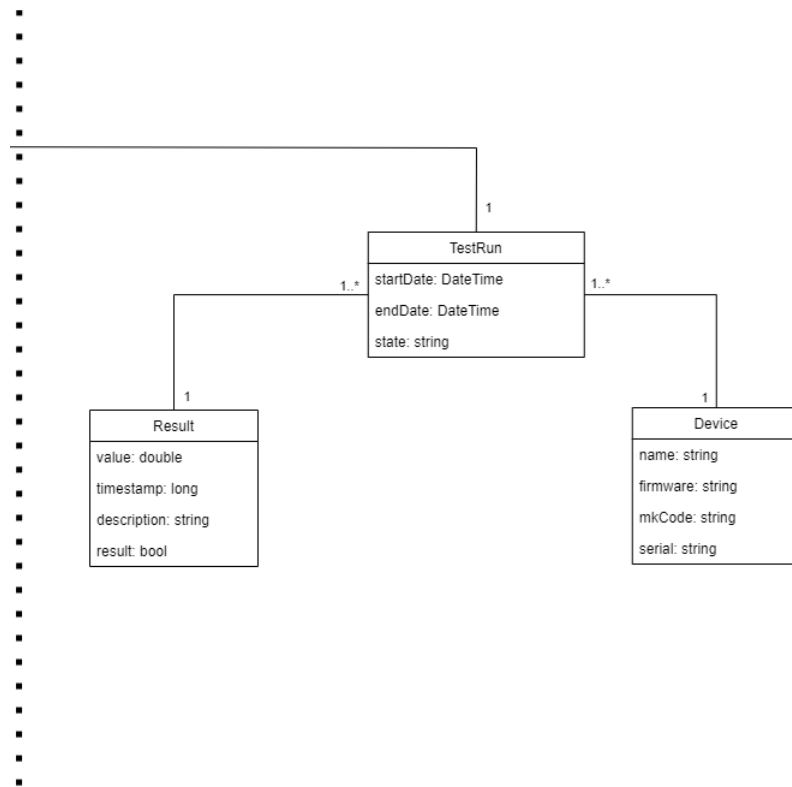 1
TestRun
startDate: DateTime
endDate: DateTime
state: string
1..*
1..*
1
Result
value: double
timestamp: long
description: string
result: bool
1
Device
name: string
firmware: string
mkCode: string
serial: string